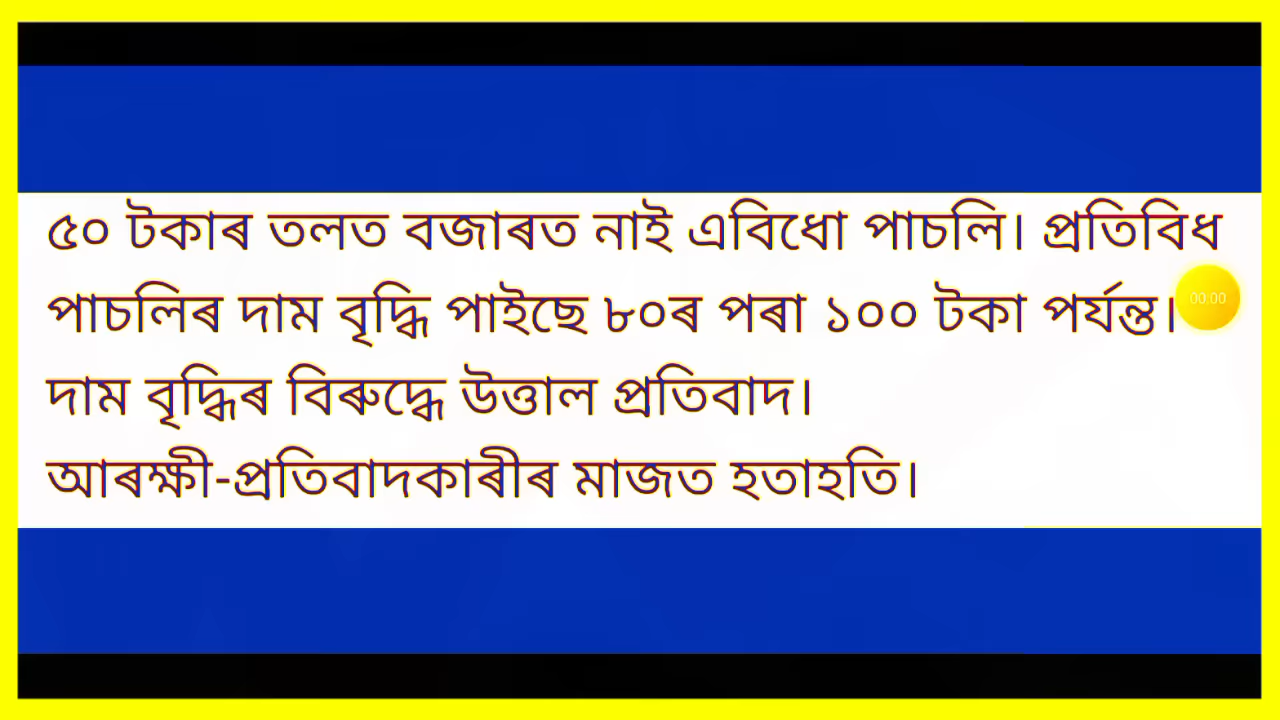 ৫০ টকাৰ তলত বজাৰত নাই এবিধো পাচলি। প্ৰতিবিধ
পাচলিৰ দাম বৃদ্ধি পাইছে ৮০ৰ পৰা ১০০ টকা পৰ্যন্ত।
00:00
দাম বৃদ্ধিৰ বিৰুদ্ধে উত্তাল প্ৰতিবাদ।
আৰক্ষী-প্ৰতিবাদকাৰীৰ মাজত হতাহতি।